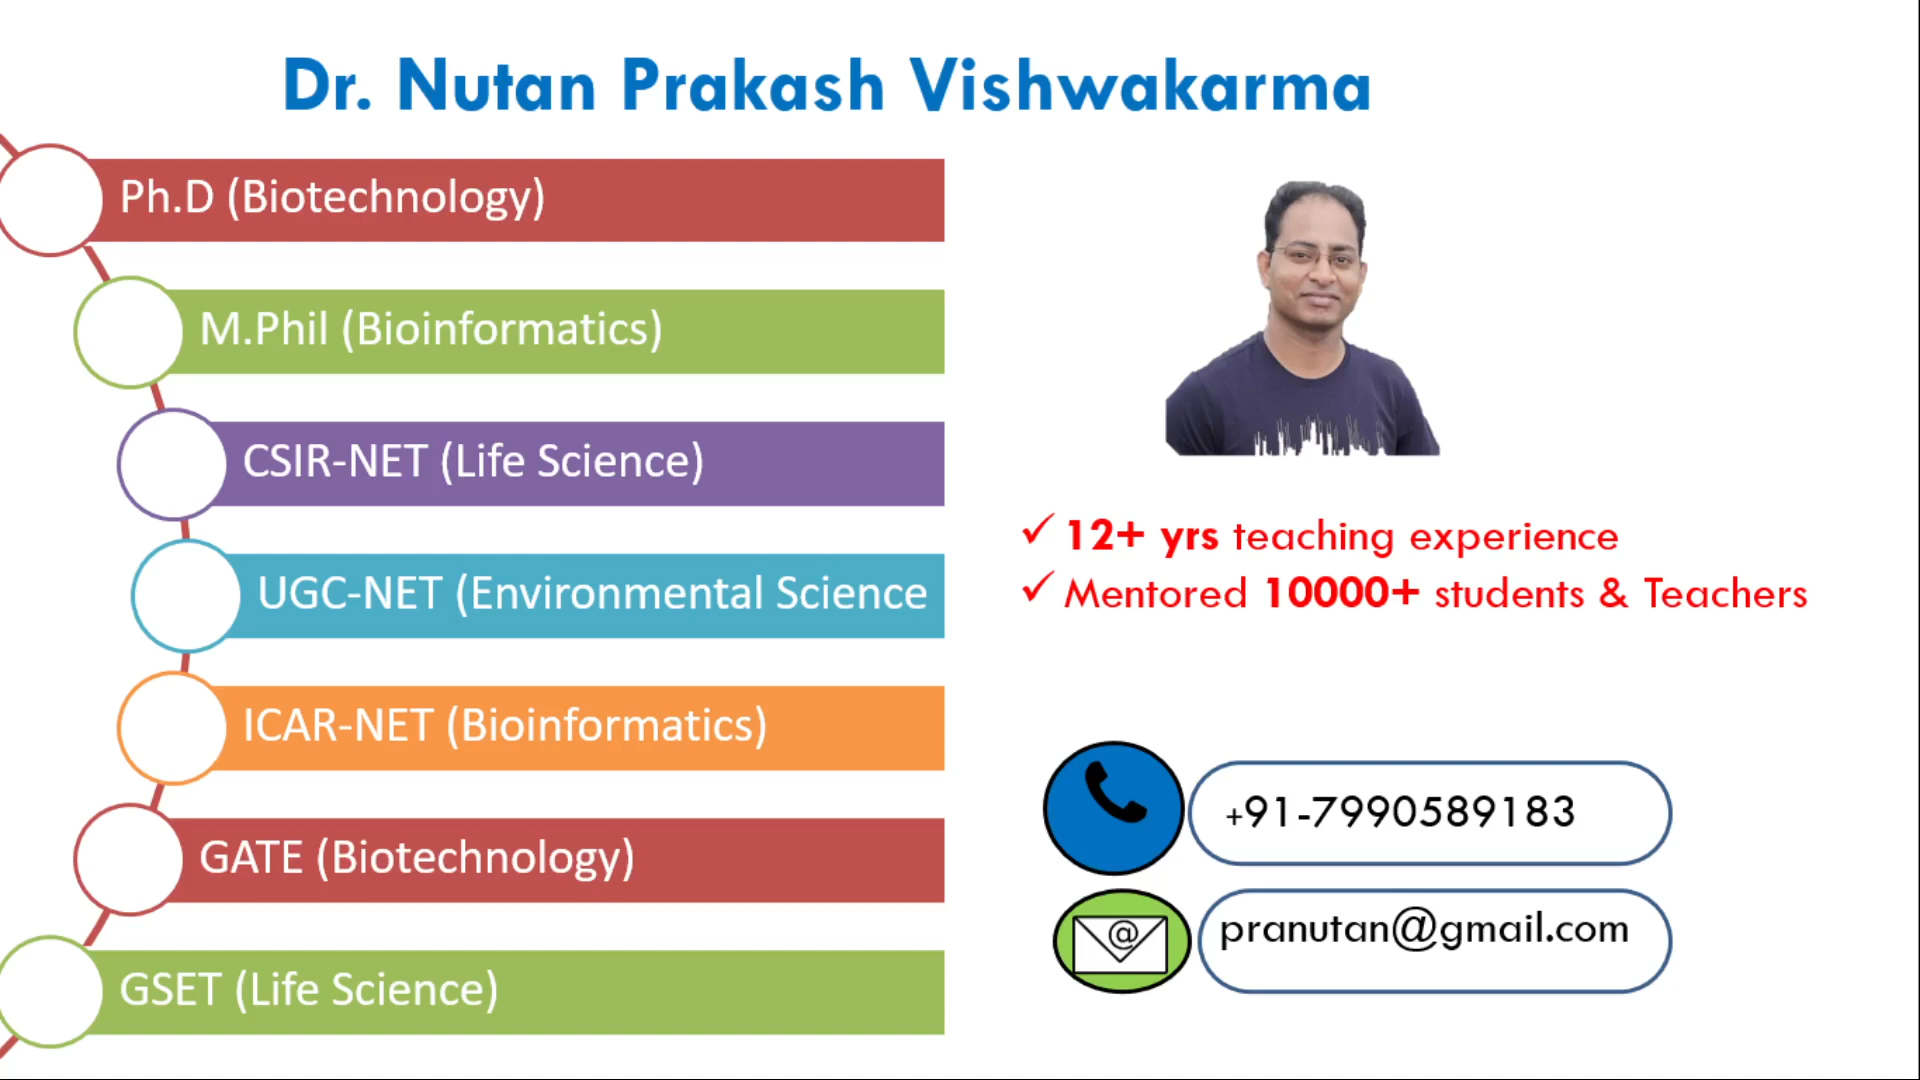 Dr. Nutan Prakash Vishwakarma
Ph.D (Biotechnology)
M.Phil (Bioinformatics)
CSIR-NET (Life Science)
UGC-NET (Environmental Science
ICAR-NET (Bioinformatics)
GATE (Biotechnology)
GSET (Life Science)
✓ 12+ yrs teaching experience
✓ Mentored 10000+ students & Teachers
+91-7990589183
@
pranutan@gmail.com